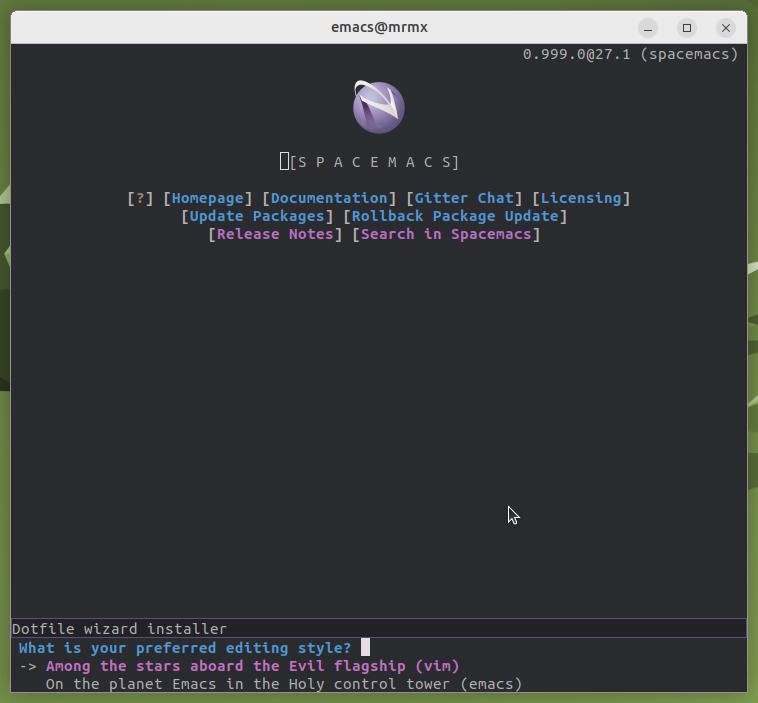 emacs@mrmx
0.999.0@27.1 (spacemacs)
[S P A C E M A C S]
[?] [Homepage] [Documentation] [Gitter Chat] [Licensing]
[Update Packages] [Rollback Package Update]
[Release Notes] [Search in Spacemacs]
Dotfile wizard installer
What is your preferred editing style?
-> Among the stars aboard the Evil flagship (vim)
On the planet Emacs in the Holy control tower (emacs)